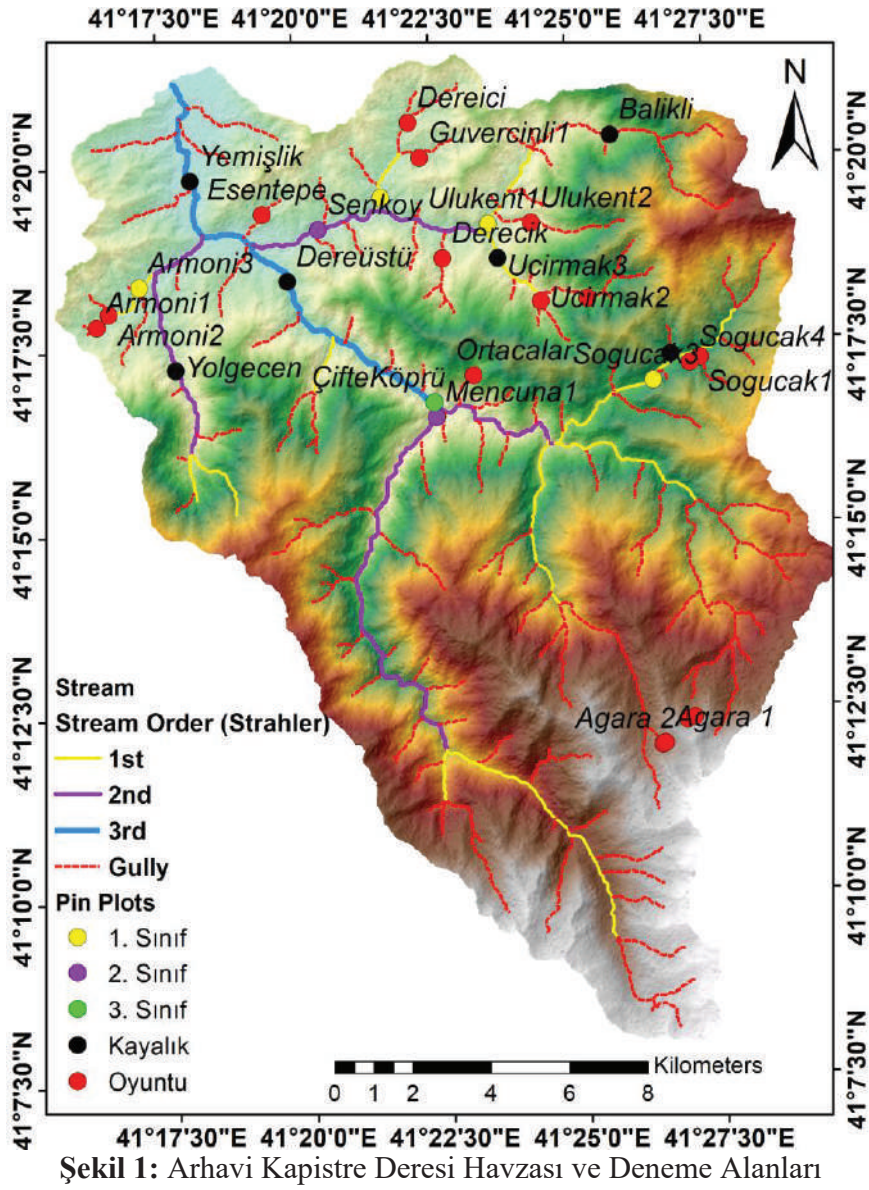 41°17'30"E 41°20'0"E 41°22'30"E 41°25'0"E 41°27'30"E
N
Dereici
Balikli
Guvercinli1
41°20'0"N
41°20'0"N
Yemişlik
Esentepe
Senkoy
Ulukent1
Ulukent2
Derecik
Armoni3
Dereüstü
Ucirmak3
Armoni1
Ucirmak2
Armoni2
41°17'30"N
41°17'30"N
Ortacalar
Sogucak4
Yolgecen
ÇifteKöprü
Sogucak1
Mencuna1
41°15'0"N
41°15'0"N
41°12'30"N
41°12'30"N
Agara 2
Agara 1
Stream
Stream Order (Strahler)
1st
2nd
3rd
Gully
41°10'0"N
41°10'0"N
Pin Plots
1. Sınıf
2. Sınıf
3. Sınıf
Kayalık
Oyuntu
Kilometers
0 1 2 4 6 8
41°7'30"N
41°7'30"N
41°17'30"E 41°20'0"E 41°22'30"E 41°25'0"E 41°27'30"E
Şekil 1: Arhavi Kapistre Deresi Havzası ve Deneme Alanları